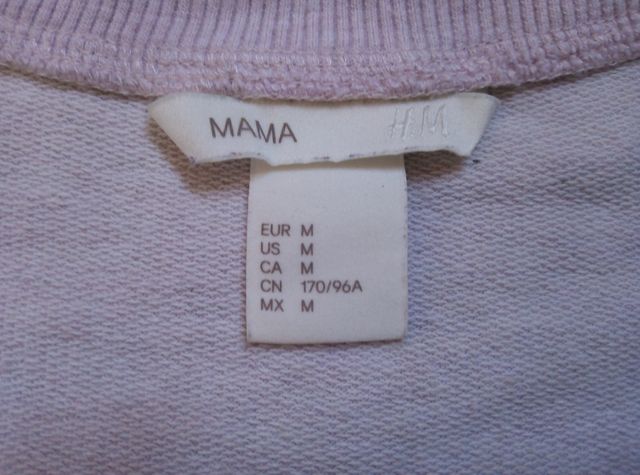 MAMA H&M
EUR M
US M
CA M
CN 170/96A
MX M